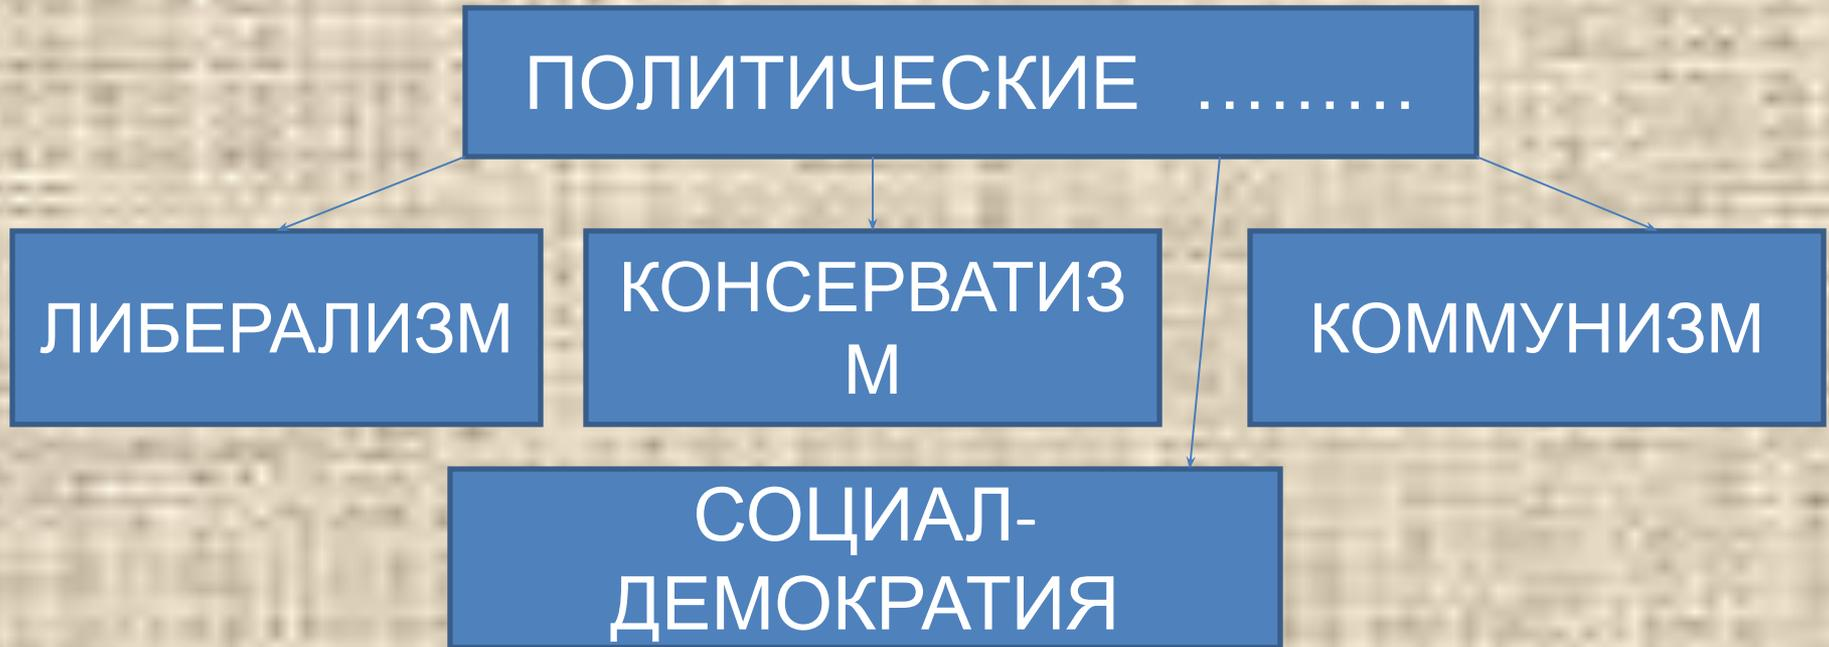 ПОЛИТИЧЕСКИЕ ………
ЛИБЕРАЛИЗМ
КОНСЕРВАТИЗ
М
КОММУНИЗМ
СОЦИАЛ-
ДЕМОКРАТИЯ